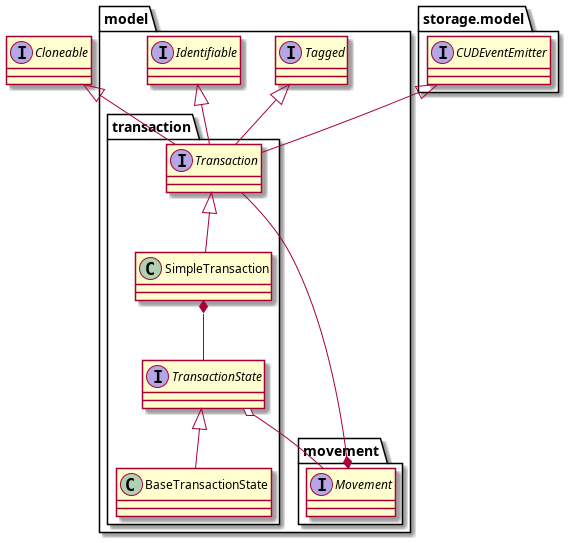 model
storage.model
I Cloneable
I Identifiable
I Tagged
I CUDEventEmitter
transaction
I Transaction
C SimpleTransaction
I TransactionState
movement
C BaseTransactionState
I Movement